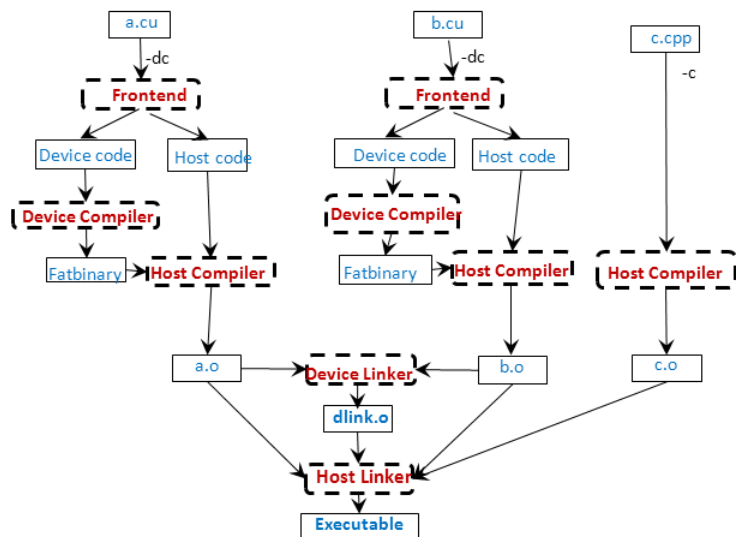 a.cu
b.cu
c.cpp
-dc
-dc
-c
Frontend
Frontend
Device code
Host code
Device code
Host code
Device Compiler
Device Compiler
Fatbinary
Host Compiler
Fatbinary
Host Compiler
Host Compiler
a.o
Device Linker
b.o
c.o
dlink.o
Host Linker
Executable